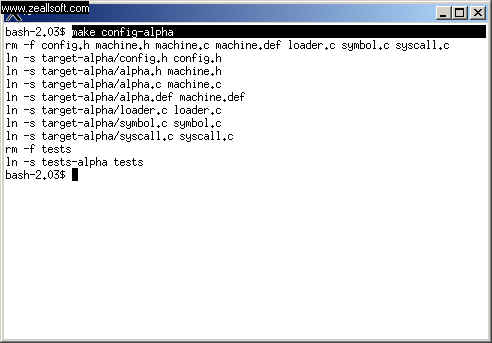 www.zeallsoft.com
bash-2.03$ make config-alpha
rm -f config.h machine.h machine.c machine.def loader.c symbol.c syscall.c
ln -s target-alpha/config.h config.h
ln -s target-alpha/alpha.h machine.h
ln -s target-alpha/alpha.c machine.c
ln -s target-alpha/alpha.def machine.def
ln -s target-alpha/loader.c loader.c
ln -s target-alpha/symbol.c symbol.c
ln -s target-alpha/syscall.c syscall.c
rm -f tests
ln -s tests-alpha tests
bash-2.03$